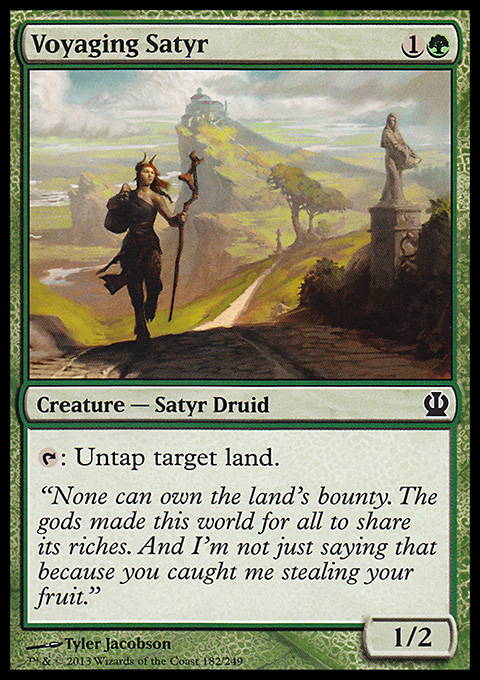 Voyaging Satyr 1
Creature — Satyr Druid
: Untap target land.
“None can own the land’s bounty. The
gods made this world for all to share
its riches. And I’m not just saying that
because you caught me stealing your
fruit.”
Tyler Jacobson
1/2
™ & © 2013 Wizards of the Coast 182/249